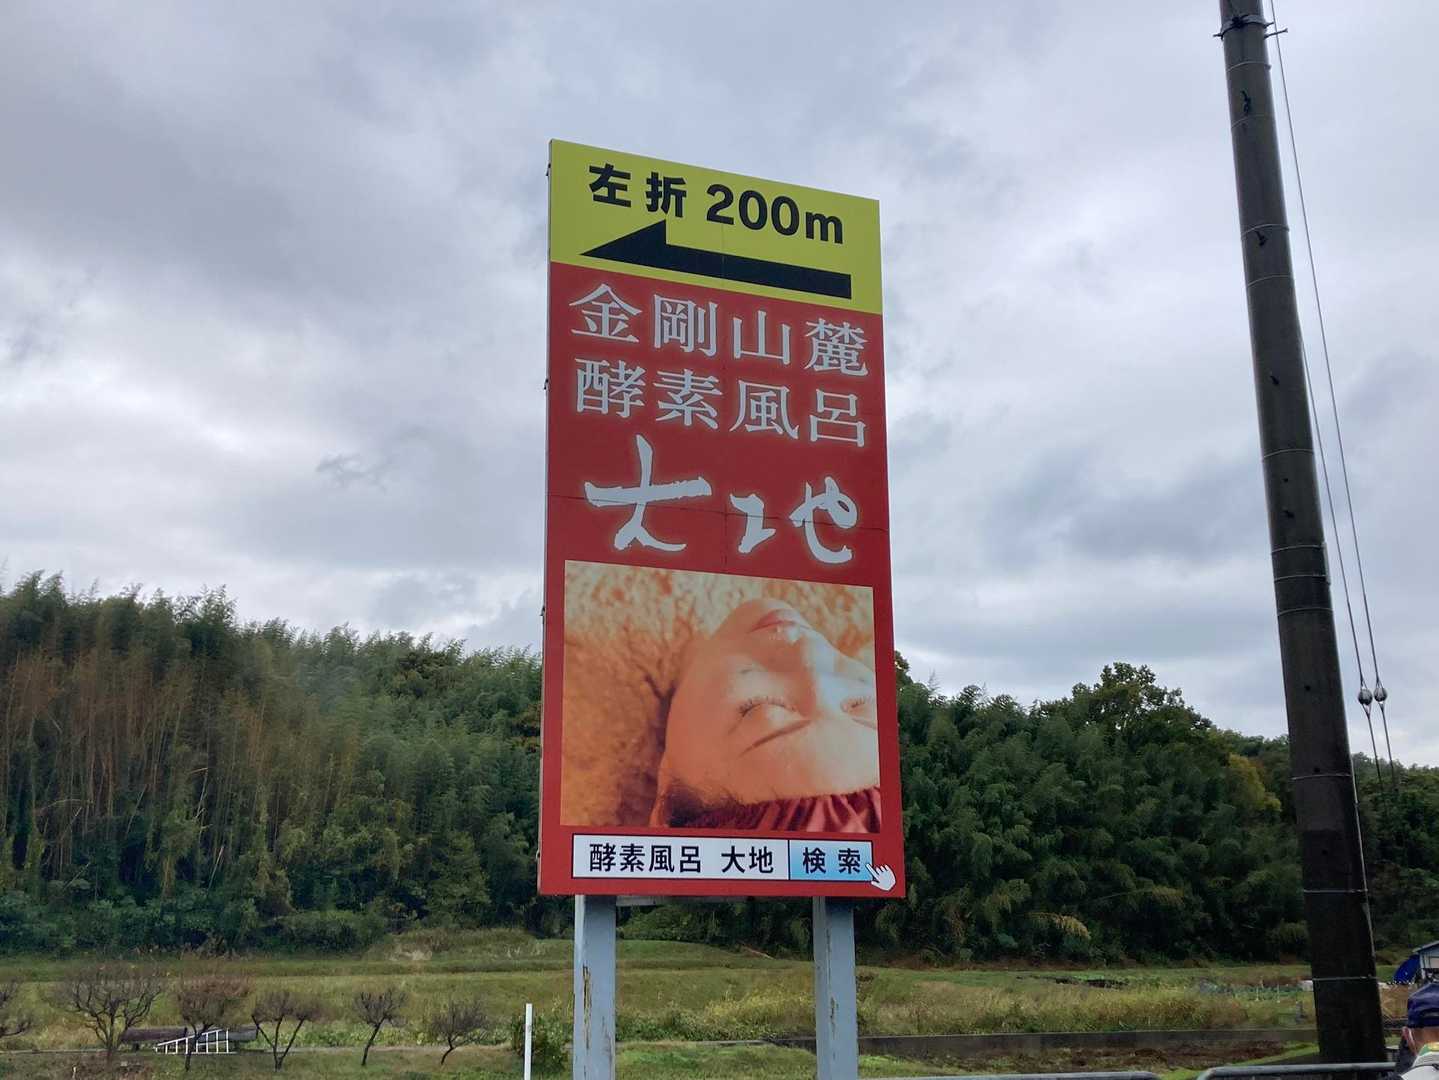 左折 200m
金剛山麓
酵素風呂
大地
酵素風呂 大地 検索